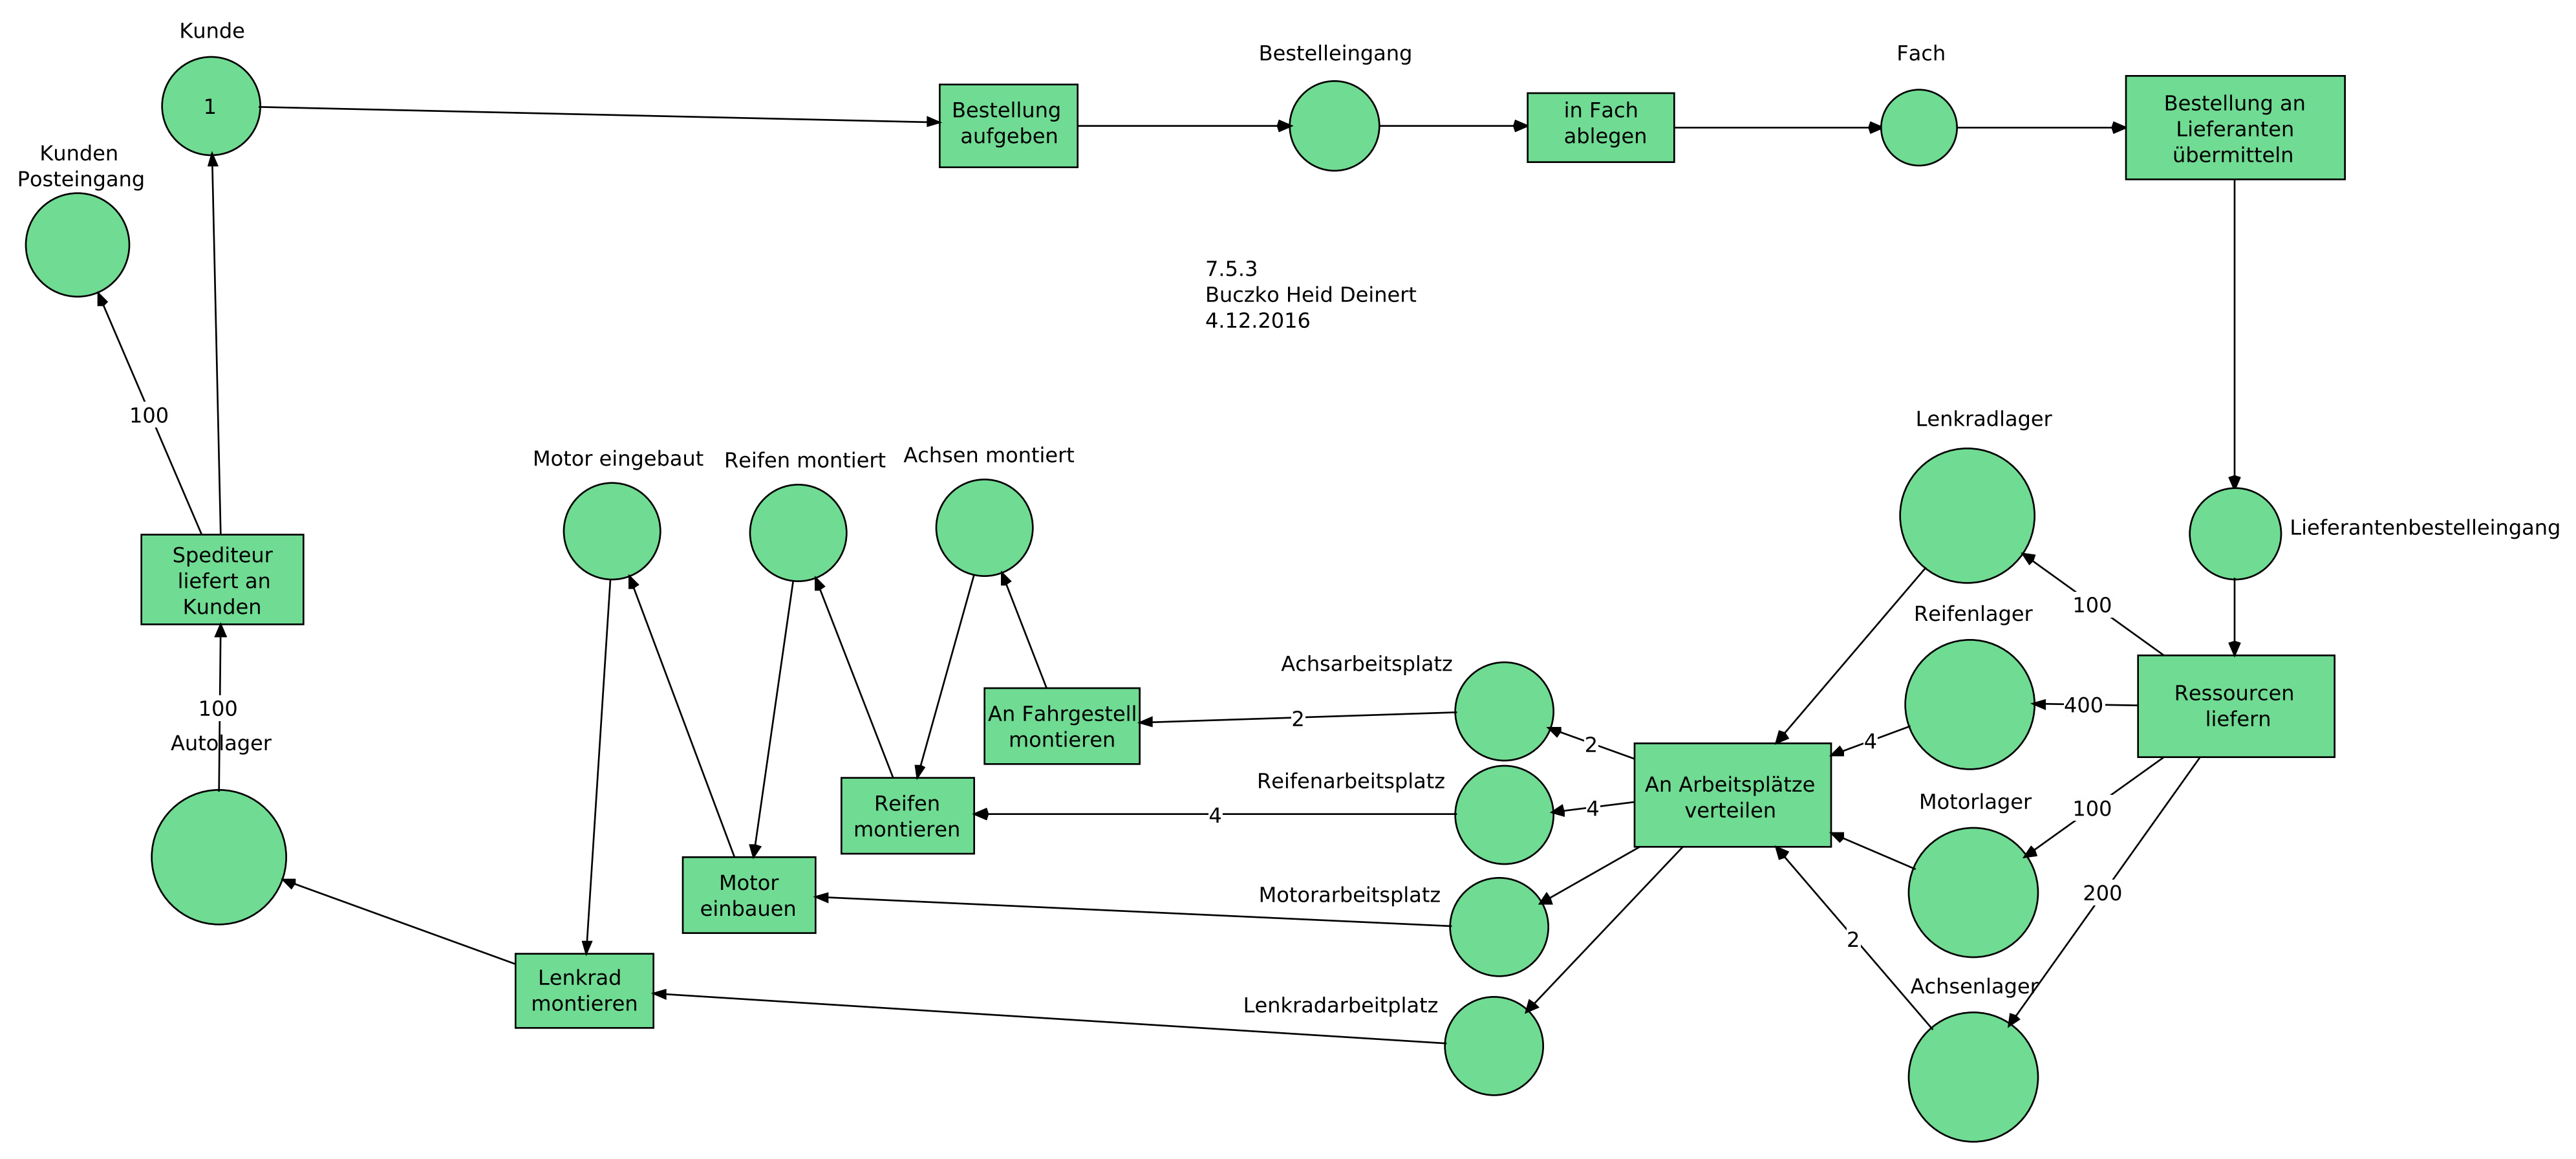 Kunde
1
Kunden
Posteingang
Bestellung
aufgeben
Bestelleingang
in Fach
ablegen
Fach
Bestellung an
Lieferanten
übermitteln
7.5.3
Buczko Heid Deinert
4.12.2016
100
Spediteur
liefert an
Kunden
100
Autolager
Motor eingebaut
Reifen montiert
Achsen montiert
Lenkradlager
Lieferantenbestelleingang
100
Reifenlager
400
Ressourcen
liefern
4
Motorlager
100
200
2
Achsenlager
An Arbeitsplätze
verteilen
Achsarbeitsplatz
2
2
An Fahrgestell
montieren
Reifenarbeitsplatz
4
4
Reifen
montieren
Motorarbeitsplatz
Motor
einbauen
Lenkradarbeitplatz
Lenkrad
montieren